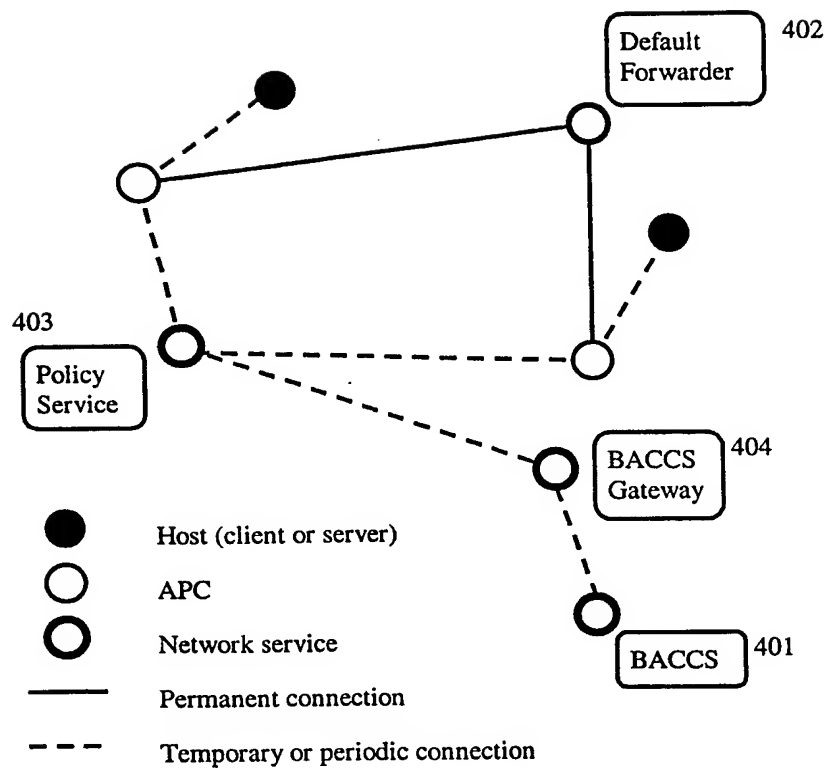 Default
Forwarder
402
403
Policy
Service
BACCS
Gateway
404
BACCS
401
Host (client or server)
APC
Network service
Permanent connection
Temporary or periodic connection